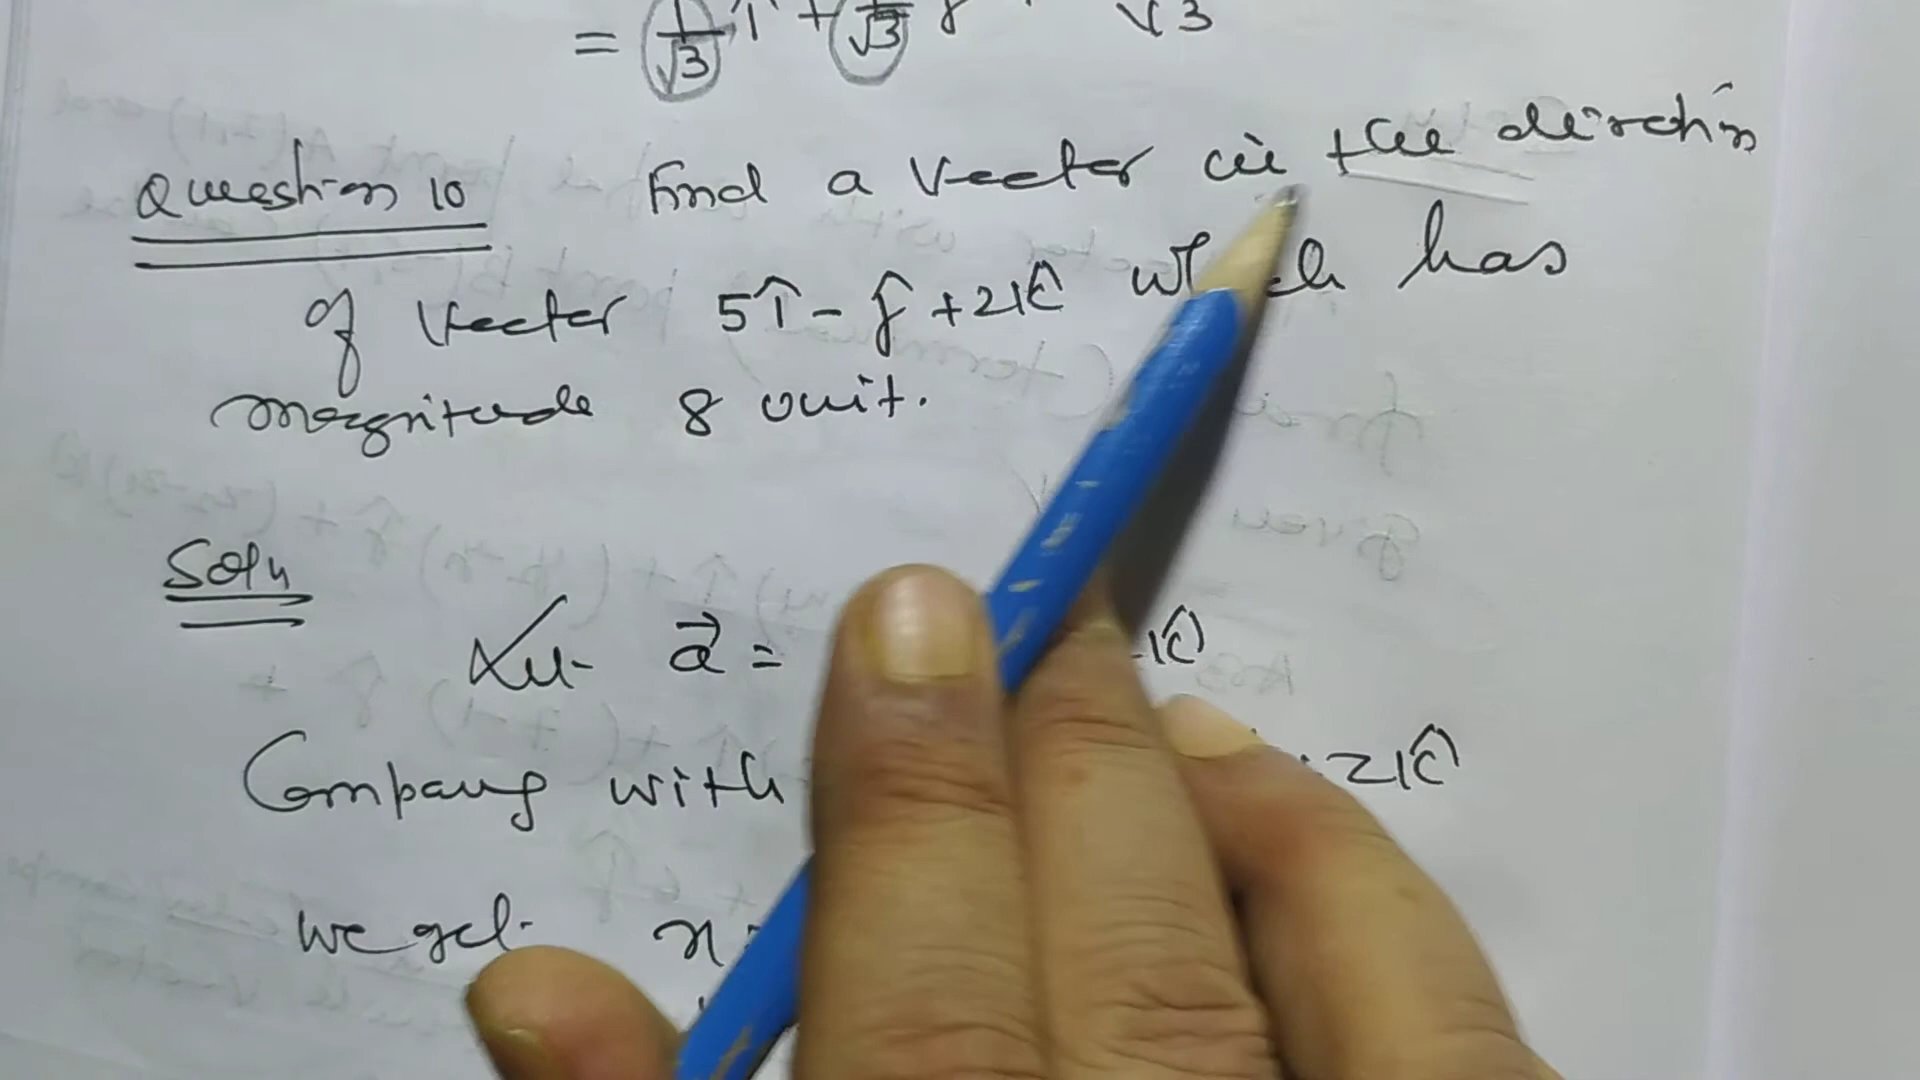 = 1/√3 î + 1/√3 √3
Question 10 Find a vector in the direction
of vector 5î - ĵ + 2k̂ which has
magnitude 8 unit.
Soln
Let a⃗ = k̂
Comparing with 2k̂
we get x